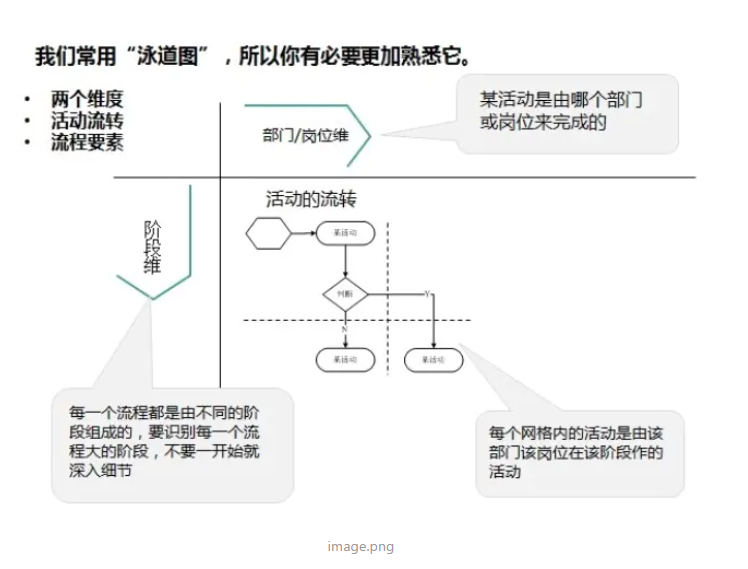 我们常用“泳道图”，所以你有必要更加熟悉它。
• 两个维度
• 活动流转
• 流程要素
某活动是由哪个部门
或岗位来完成的
部门/岗位维
阶段维
活动的流转
某活动
判断
Y
N
某活动
某活动
每一个流程都是由不同的阶
段组成的，要识别每一个流
程大的阶段，不要一开始就
深入细节
每个网格内的活动是由该
部门该岗位在该阶段作的
活动
image.png